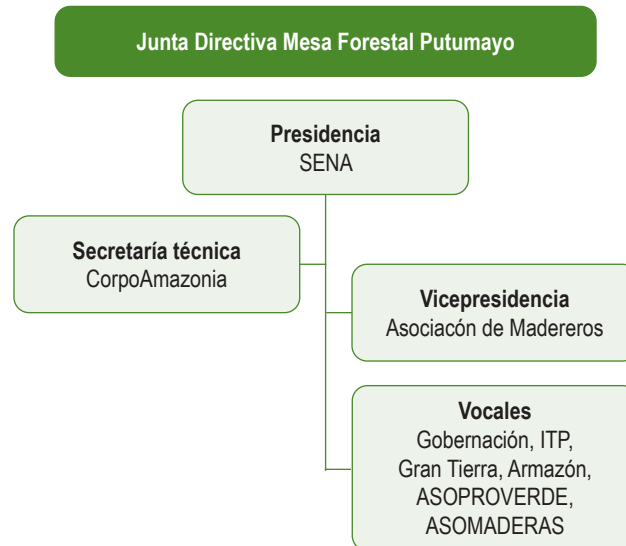 Junta Directiva Mesa Forestal Putumayo
Presidencia
SENA
Secretaría técnica
CorpoAmazonia
Vicepresidencia
Asociacón de Madereros
Vocales
Gobernación, ITP,
Gran Tierra, Armazón,
ASOPROVERDE,
ASOMADERAS